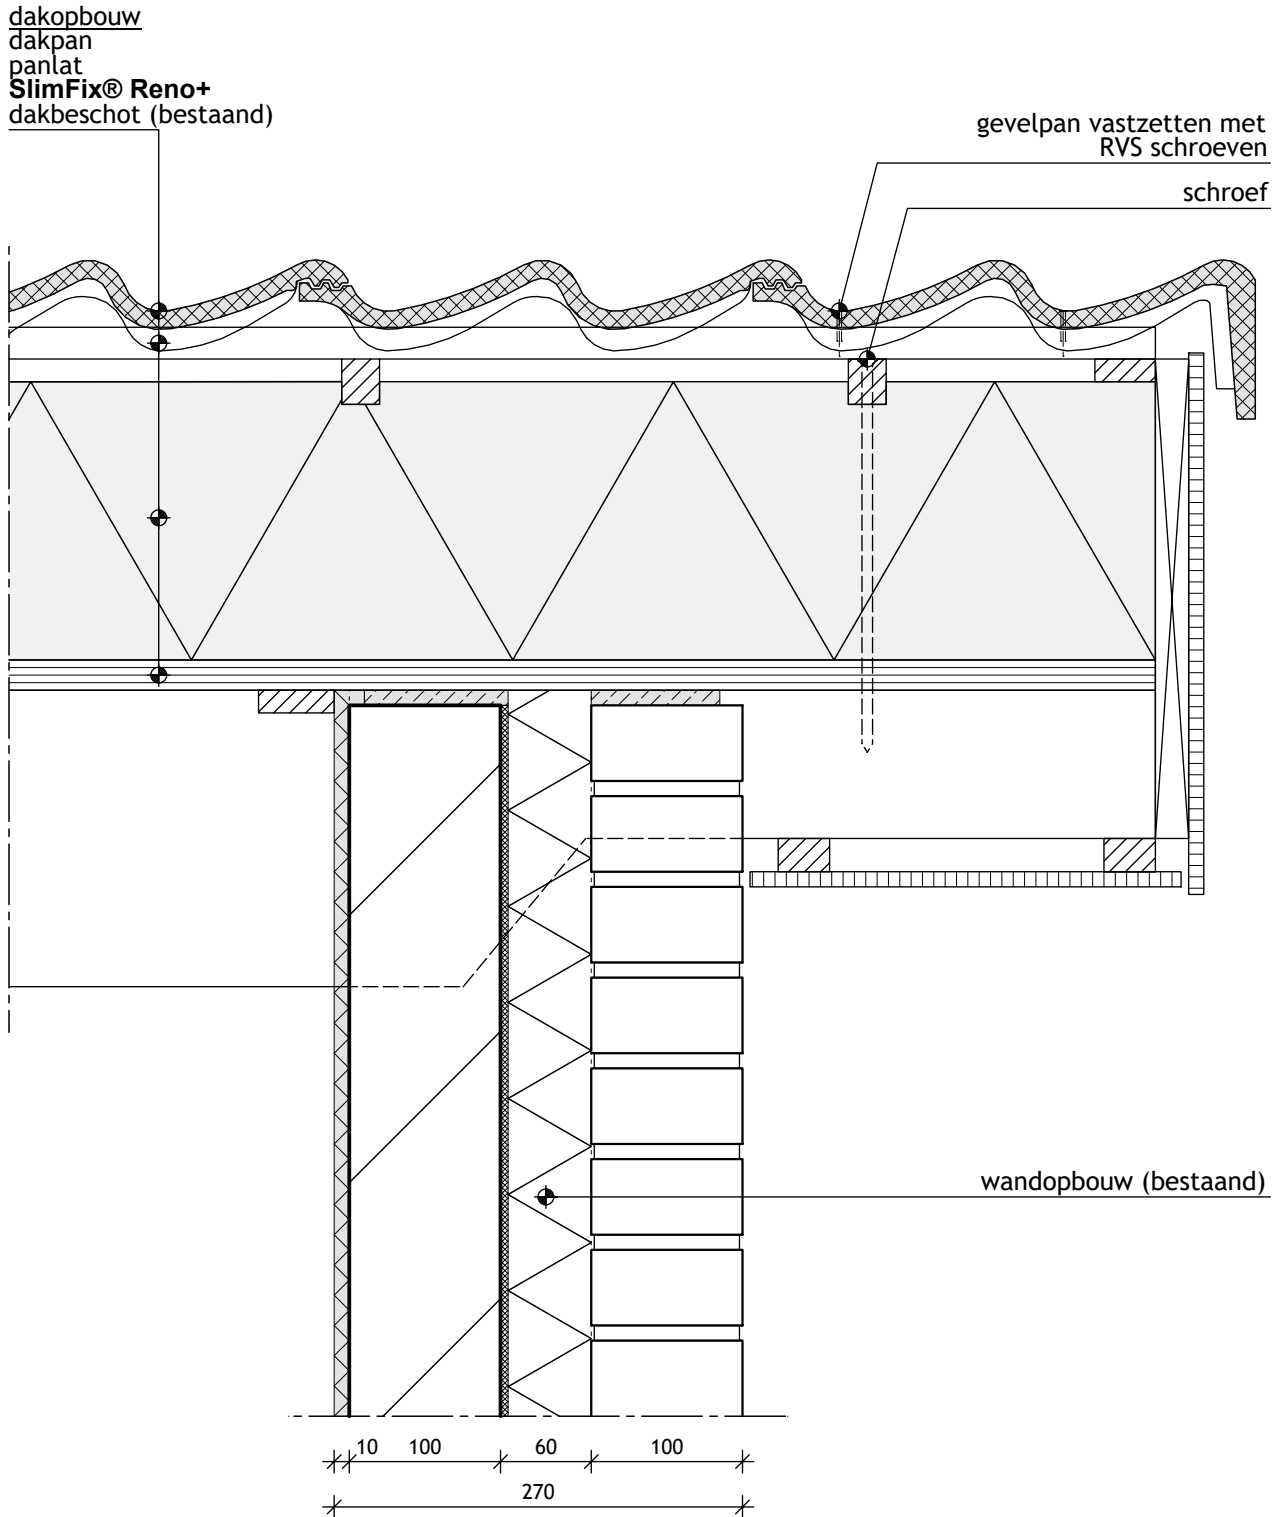 dakopbouw
dakpan
panlat
SlimFix® Reno+
dakbeschot (bestaand)
gevelpan vastzetten met
RVS schroeven
schroef
wandopbouw (bestaand)
10 100 60 100
270